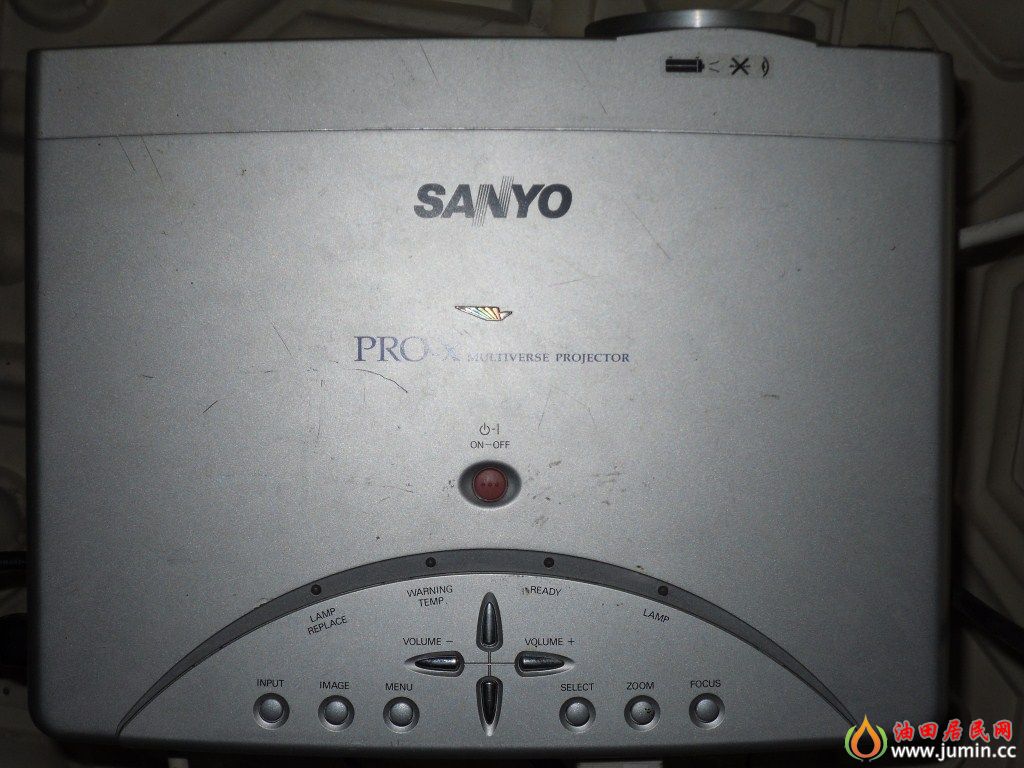 SANYO
PRO-X MULTIVERSE PROJECTOR
ON-OFF
WARNING
TEMP.
READY
LAMP
REPLACE
LAMP
VOLUME -
VOLUME +
INPUT
IMAGE
MENU
SELECT
ZOOM
FOCUS
油田居民网
www.jumin.cc